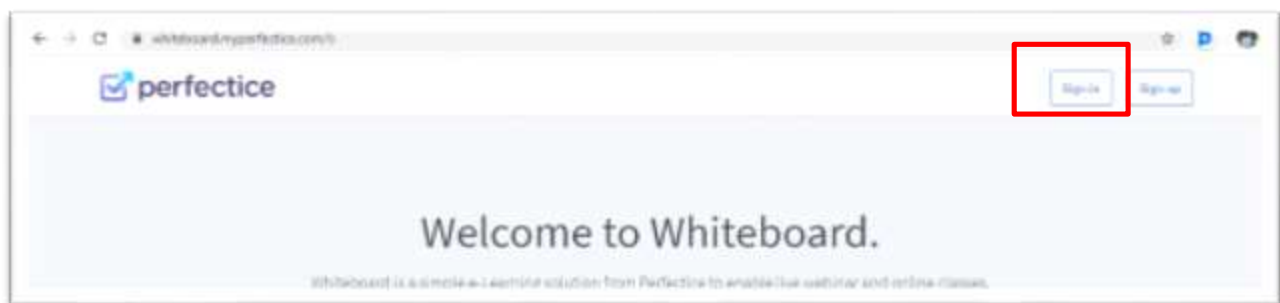 whiteboard.myperfectice.com/b
perfectice
Sign in Sign up
Welcome to Whiteboard.
Whiteboard is a simple e-Learning solution from Perfectice to enable live webinar and online classes.